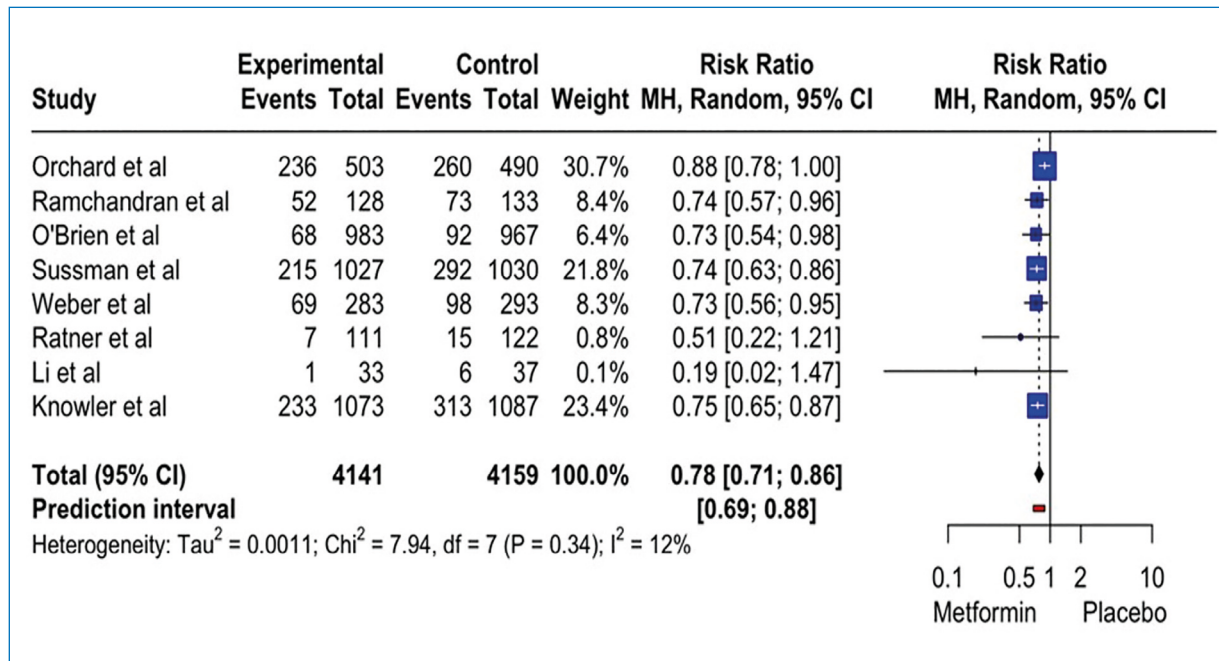 Experimental Control Risk Ratio Risk Ratio
Study Events Total Events Total Weight MH, Random, 95% CI MH, Random, 95% CI
Orchard et al 236 503 260 490 30.7% 0.88 [0.78; 1.00]
Ramchandran et al 52 128 73 133 8.4% 0.74 [0.57; 0.96]
O'Brien et al 68 983 92 967 6.4% 0.73 [0.54; 0.98]
Sussman et al 215 1027 292 1030 21.8% 0.74 [0.63; 0.86]
Weber et al 69 283 98 293 8.3% 0.73 [0.56; 0.95]
Ratner et al 7 111 15 122 0.8% 0.51 [0.22; 1.21]
Li et al 1 33 6 37 0.1% 0.19 [0.02; 1.47]
Knowler et al 233 1073 313 1087 23.4% 0.75 [0.65; 0.87]
Total (95% CI) 4141 4159 100.0% 0.78 [0.71; 0.86]
Prediction interval [0.69; 0.88]
Heterogeneity: Tau² = 0.0011; Chi² = 7.94, df = 7 (P = 0.34); I² = 12%
0.1 0.5 1 2 10
Metformin Placebo